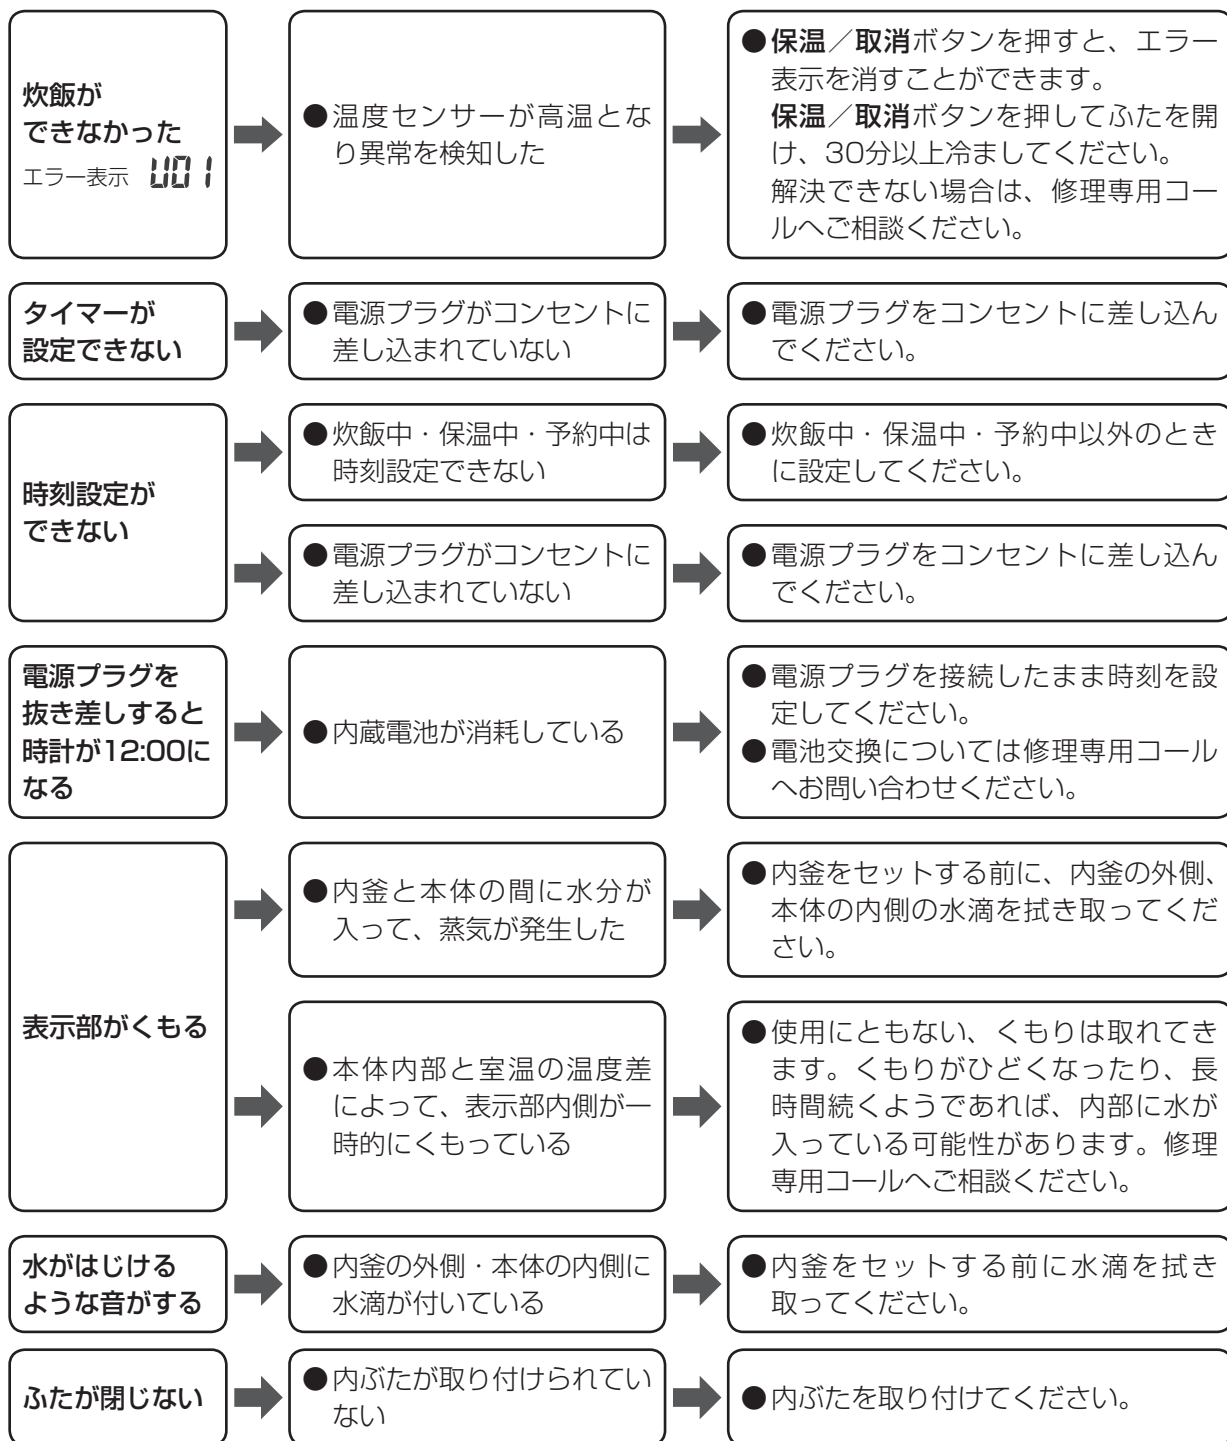 炊飯が
できなかった
エラー表示 U01
●温度センサーが高温とな
り異常を検知した
●保温／取消ボタンを押すと、エラー
表示を消すことができます。
保温／取消ボタンを押してふたを開
け、30分以上冷ましてください。
解決できない場合は、修理専用コー
ルへご相談ください。
タイマーが
設定できない
●電源プラグがコンセントに
差し込まれていない
●電源プラグをコンセントに差し込ん
でください。
時刻設定が
できない
●炊飯中・保温中・予約中は
時刻設定できない
●炊飯中・保温中・予約中以外のとき
に設定してください。
●電源プラグがコンセントに
差し込まれていない
●電源プラグをコンセントに差し込ん
でください。
電源プラグを
抜き差しすると
時計が12:00に
なる
●内蔵電池が消耗している
●電源プラグを接続したまま時刻を設
定してください。
●電池交換については修理専用コール
へお問い合わせください。
表示部がくもる
●内釜と本体の間に水分が
入って、蒸気が発生した
●内釜をセットする前に、内釜の外側、
本体の内側の水滴を拭き取ってくだ
さい。
●本体内部と室温の温度差
によって、表示部内側が一
時的にくもっている
●使用にともない、くもりは取れてき
ます。くもりがひどくなったり、長
時間続くようであれば、内部に水が
入っている可能性があります。修理
専用コールへご相談ください。
水がはじける
ような音がする
●内釜の外側・本体の内側に
水滴が付いている
●内釜をセットする前に水滴を拭き
取ってください。
ふたが閉じない
●内ぶたが取り付けられてい
ない
●内ぶたを取り付けてください。